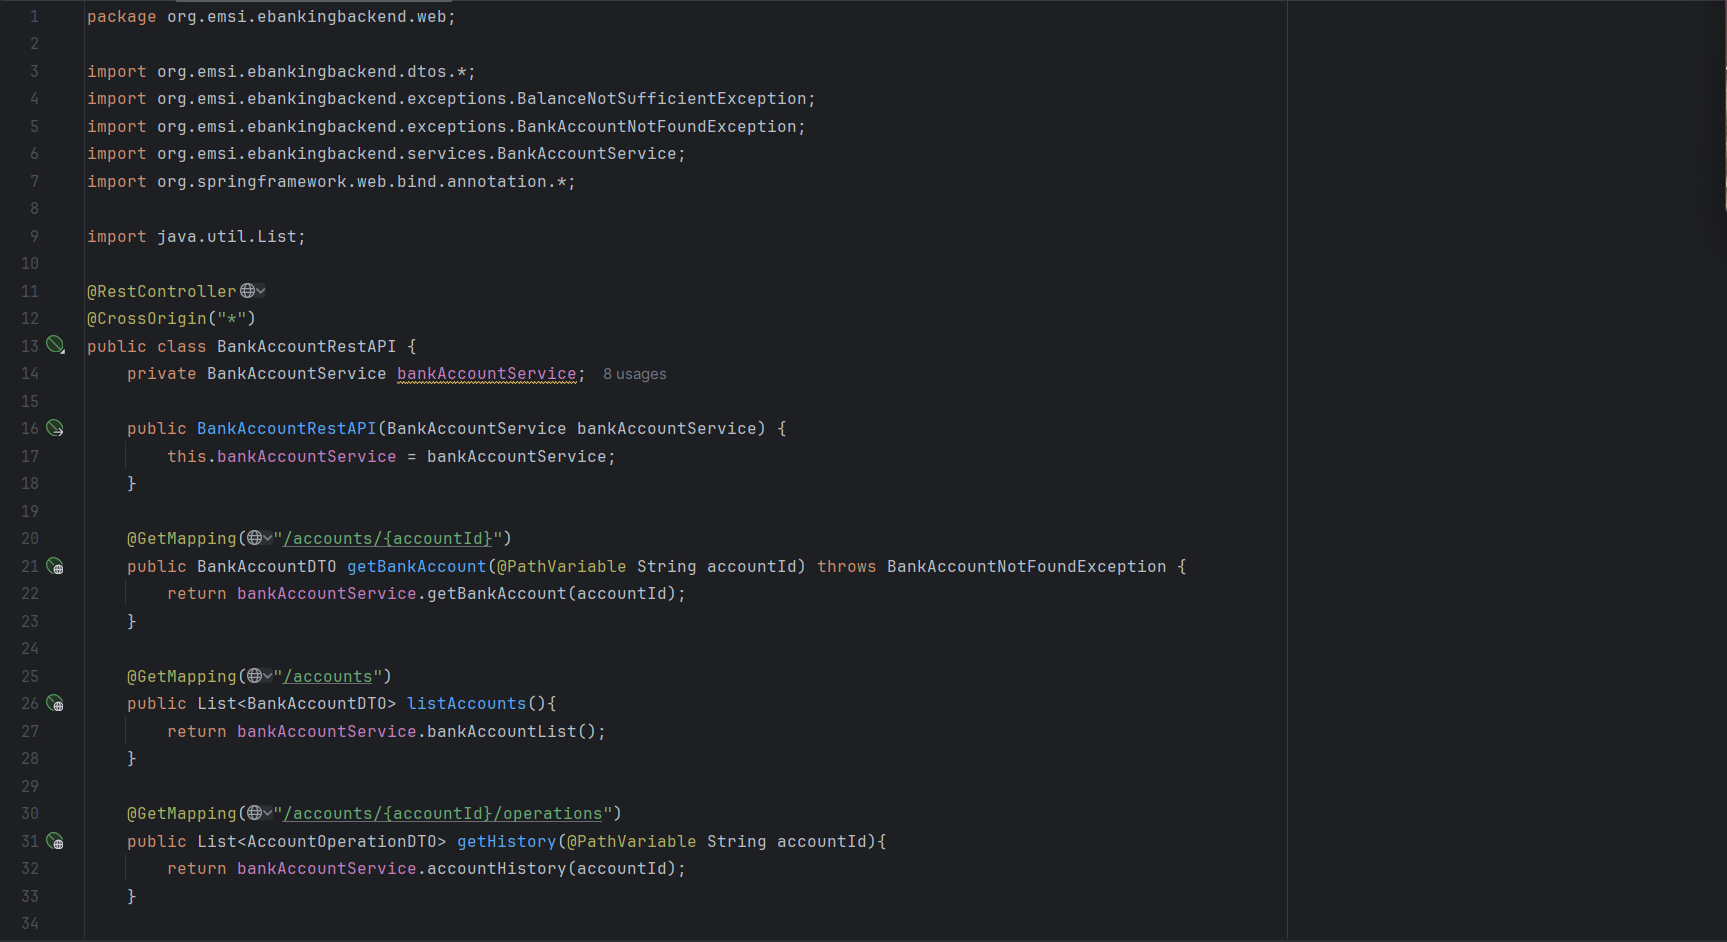 1 package org.emsi.ebankingbackend.web;
2
3 import org.emsi.ebankingbackend.dtos.*;
4 import org.emsi.ebankingbackend.exceptions.BalanceNotSufficientException;
5 import org.emsi.ebankingbackend.exceptions.BankAccountNotFoundException;
6 import org.emsi.ebankingbackend.services.BankAccountService;
7 import org.springframework.web.bind.annotation.*;
8
9 import java.util.List;
10
11 @RestController
12 @CrossOrigin("*")
13 public class BankAccountRestAPI {
14     private BankAccountService bankAccountService; 8 usages
15
16     public BankAccountRestAPI(BankAccountService bankAccountService) {
17         this.bankAccountService = bankAccountService;
18     }
19
20     @GetMapping("/accounts/{accountId}")
21     public BankAccountDTO getBankAccount(@PathVariable String accountId) throws BankAccountNotFoundException {
22         return bankAccountService.getBankAccount(accountId);
23     }
24
25     @GetMapping("/accounts")
26     public List<BankAccountDTO> listAccounts(){
27         return bankAccountService.bankAccountList();
28     }
29
30     @GetMapping("/accounts/{accountId}/operations")
31     public List<AccountOperationDTO> getHistory(@PathVariable String accountId){
32         return bankAccountService.accountHistory(accountId);
33     }
34